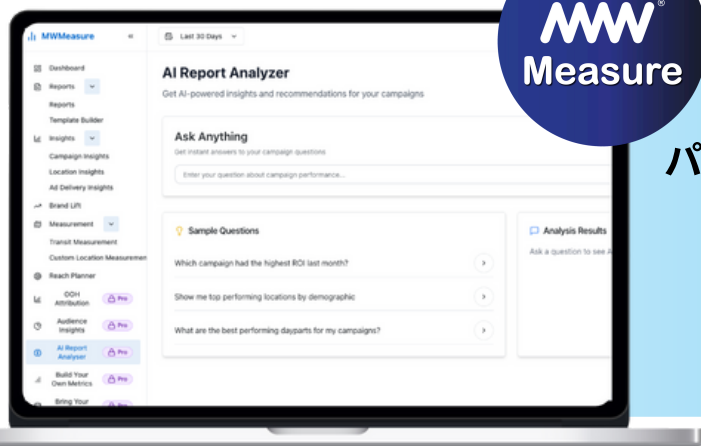 MWMeasure
«
Last 30 Days
MW®
Measure
パ
Dashboard
Reports
Reports
Template Builder
Insights
Campaign Insights
Location Insights
Ad Delivery Insights
Brand Lift
Measurement
Transit Measurement
Custom Location Measuremen
Reach Planner
OOH
Attribution
Pro
Audience
Insights
Pro
AI Report
Analyser
Pro
Build Your
Own Metrics
Pro
Bring Your
Pro
AI Report Analyzer
Get AI-powered insights and recommendations for your campaigns
Ask Anything
Get instant answers to your campaign questions
Enter your question about campaign performance...
Sample Questions
Which campaign had the highest ROI last month?
Show me top performing locations by demographic
What are the best performing dayparts for my campaigns?
Analysis Results
Ask a question to see A